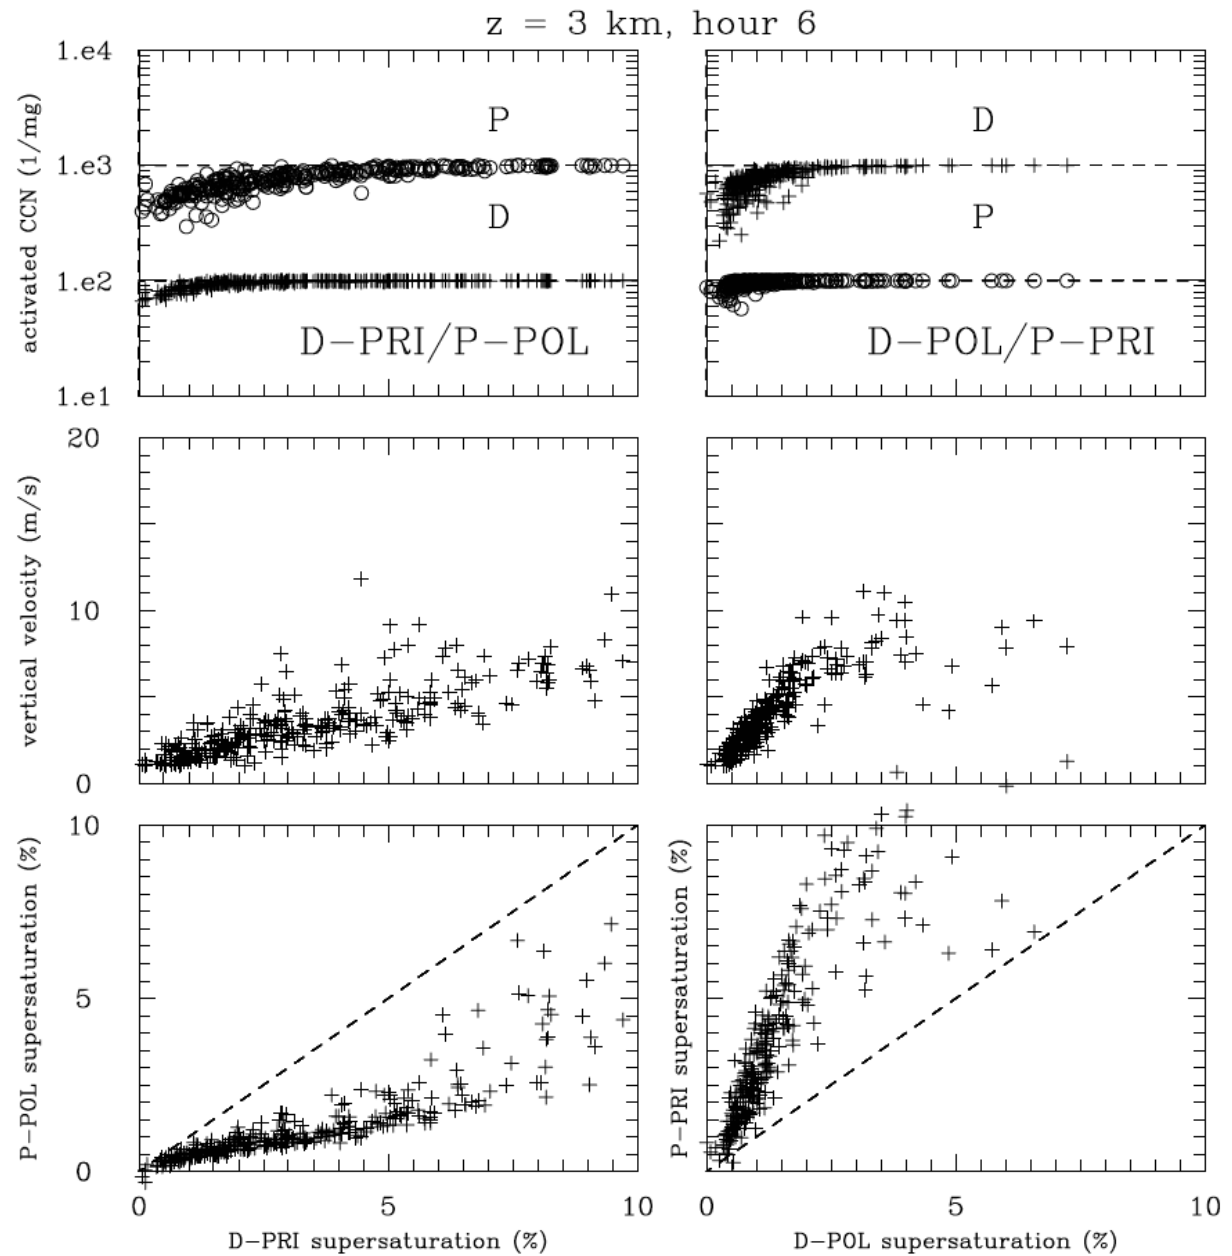 z = 3 km, hour 6
1.e4
1.e3
1.e2
1.e1
activated CCN (1/mg)
P
D
D-PRI/P-POL
D
P
D-POL/P-PRI
20
10
0
vertical velocity (m/s)
10
5
0
P-POL supersaturation (%)
P-PRI supersaturation (%)
0 5 10
0 5 10
D-PRI supersaturation (%)
D-POL supersaturation (%)